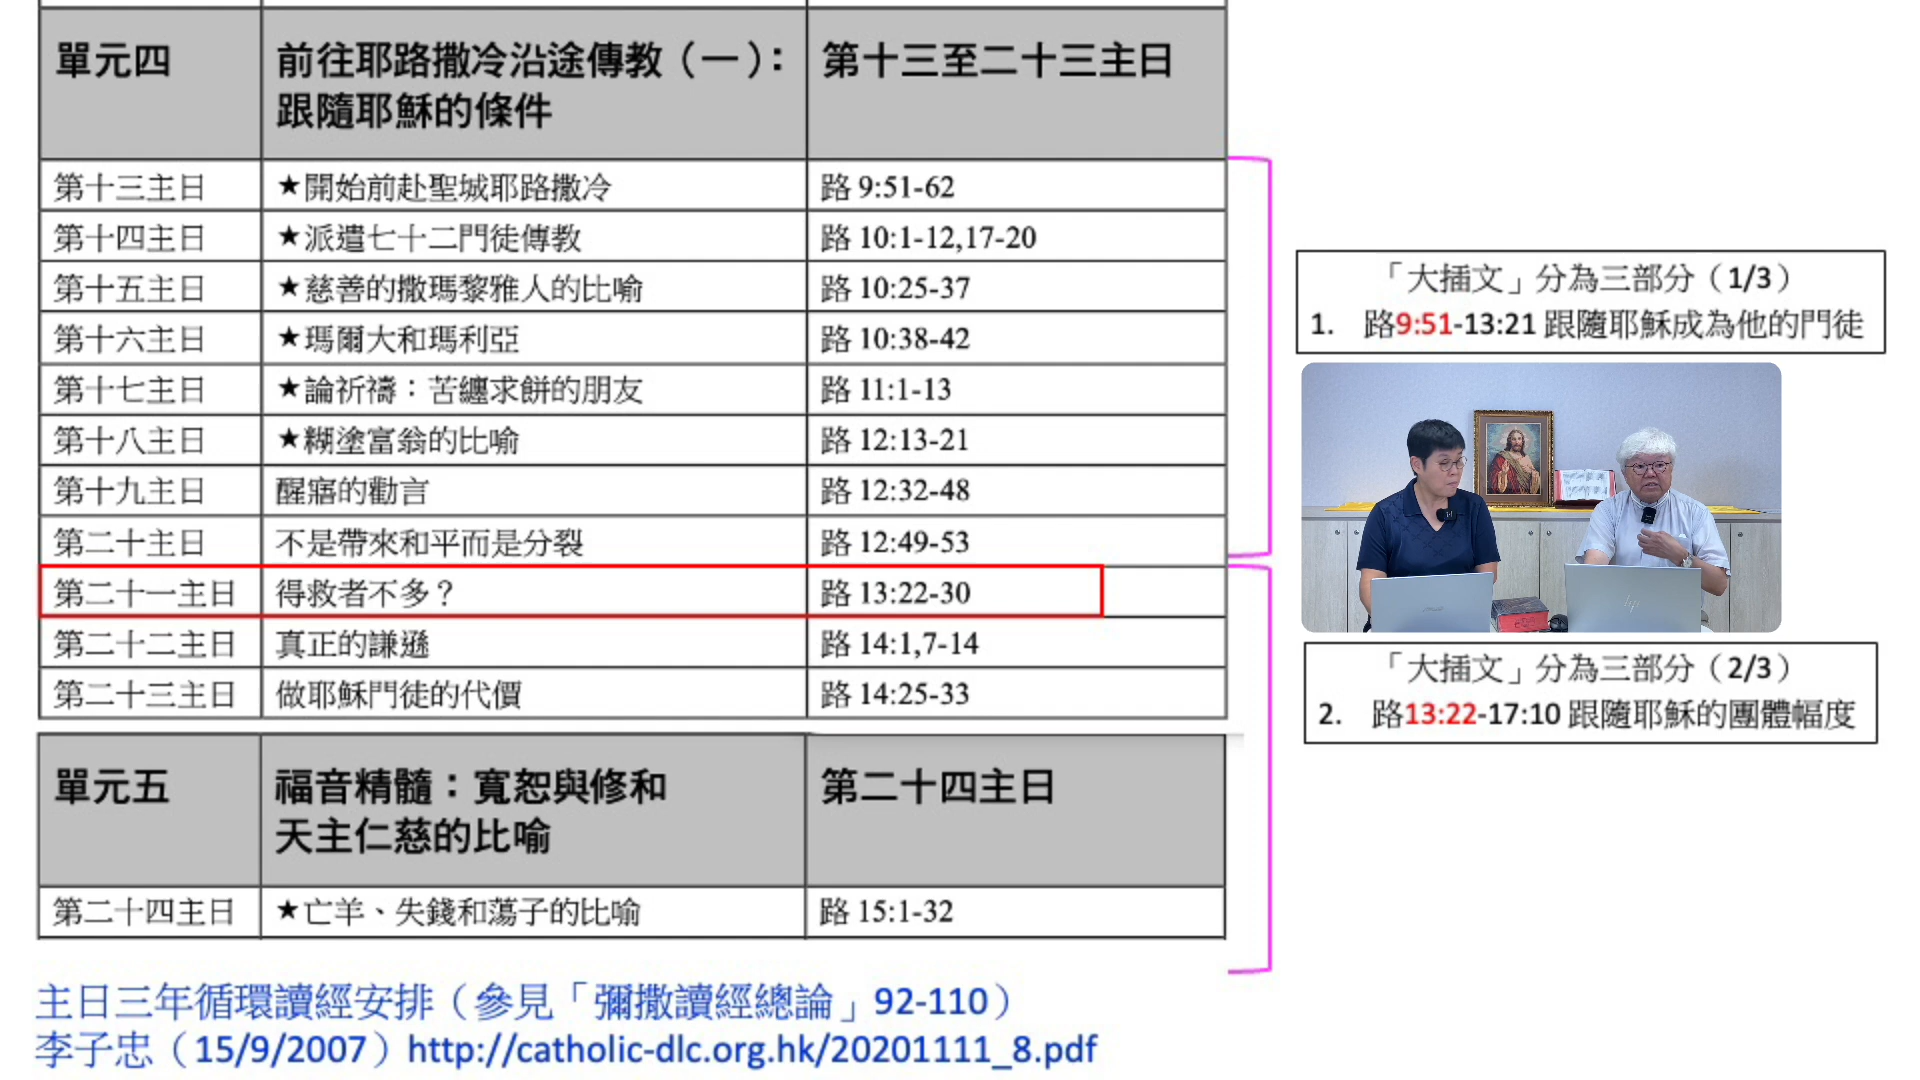 單元四 前往耶路撒冷沿途傳教（一）： 第十三至二十三主日
跟隨耶穌的條件
第十三主日 ★開始前赴聖城耶路撒冷 路 9:51-62
第十四主日 ★派遣七十二門徒傳教 路 10:1-12,17-20
第十五主日 ★慈善的撒瑪黎雅人的比喻 路 10:25-37
第十六主日 ★瑪爾大和瑪利亞 路 10:38-42
第十七主日 ★論祈禱：苦纏求餅的朋友 路 11:1-13
第十八主日 ★糊塗富翁的比喻 路 12:13-21
第十九主日 醒寤的勸言 路 12:32-48
第二十主日 不是帶來和平而是分裂 路 12:49-53
第二十一主日 得救者不多？ 路 13:22-30
第二十二主日 真正的謙遜 路 14:1,7-14
第二十三主日 做耶穌門徒的代價 路 14:25-33
單元五 福音精髓：寬恕與修和 第二十四主日
天主仁慈的比喻
第二十四主日 ★亡羊、失錢和蕩子的比喻 路 15:1-32
「大插文」分為三部分（1/3）
1. 路9:51-13:21 跟隨耶穌成為他的門徒
hp
「大插文」分為三部分（2/3）
2. 路13:22-17:10 跟隨耶穌的團體幅度
主日三年循環讀經安排（參見「彌撒讀經總論」92-110）
李子忠（15/9/2007）http://catholic-dlc.org.hk/20201111_8.pdf